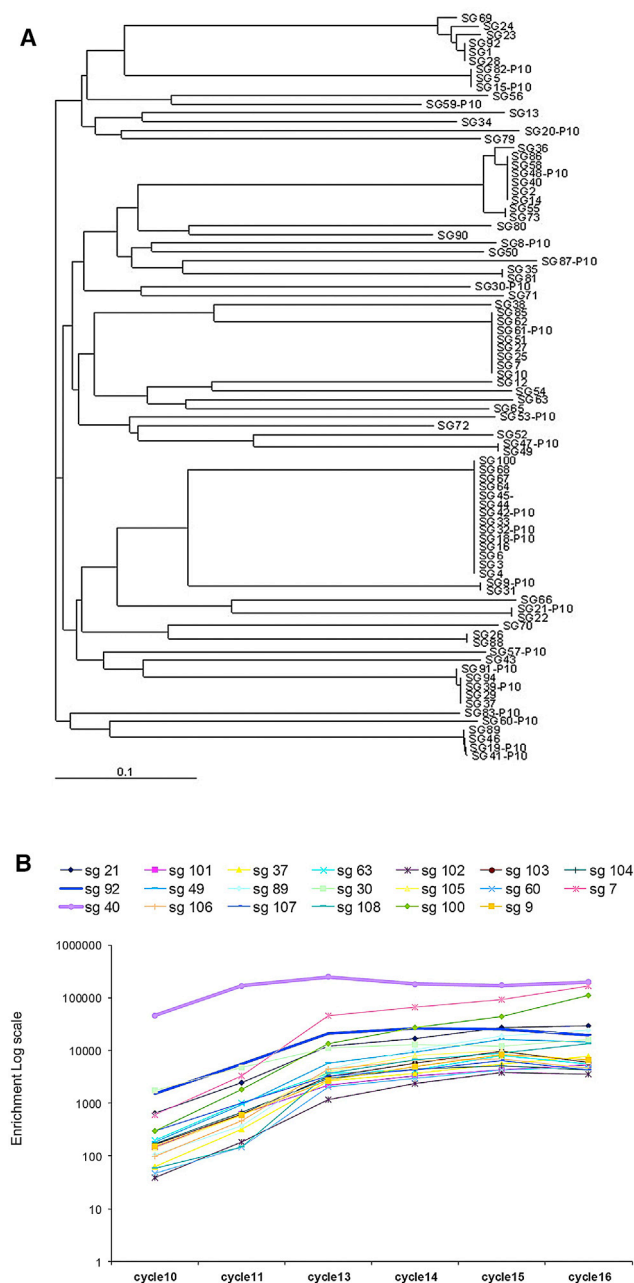 A
SG69
SG24
SG23
SG92
SG1
SG28
SG82-P10
SG5
SG15-P10
SG56
SG59-P10
SG13
SG34
SG20-P10
SG79
SG36
SG86
SG58
SG48-P10
SG40
SG2
SG14
SG55
SG73
SG80
SG90
SG8-P10
SG50
SG87-P10
SG35
SG81
SG30-P10
SG71
SG38
SG85
SG62
SG61-P10
SG51
SG27
SG25
SG7
SG10
SG12
SG54
SG63
SG65
SG53-P10
SG72
SG52
SG47-P10
SG49
SG100
SG68
SG67
SG64
SG45-
SG44
SG42-P10
SG33
SG32-P10
SG18-P10
SG16
SG6
SG3
SG4
SG9-P10
SG31
SG66
SG21-P10
SG22
SG70
SG26
SG88
SG57-P10
SG43
SG91-P10
SG94
SG39-P10
SG29
SG37
SG83-P10
SG60-P10
SG89
SG46
SG19-P10
SG41-P10
0.1
B
sg 21 sg 101 sg 37 sg 63 sg 102 sg 103 sg 104
sg 92 sg 49 sg 89 sg 30 sg 105 sg 60 sg 7
sg 40 sg 106 sg 107 sg 108 sg 100 sg 9
Enrichment Log scale
1000000
100000
10000
1000
100
10
1
cycle10 cycle11 cycle13 cycle14 cycle15 cycle16